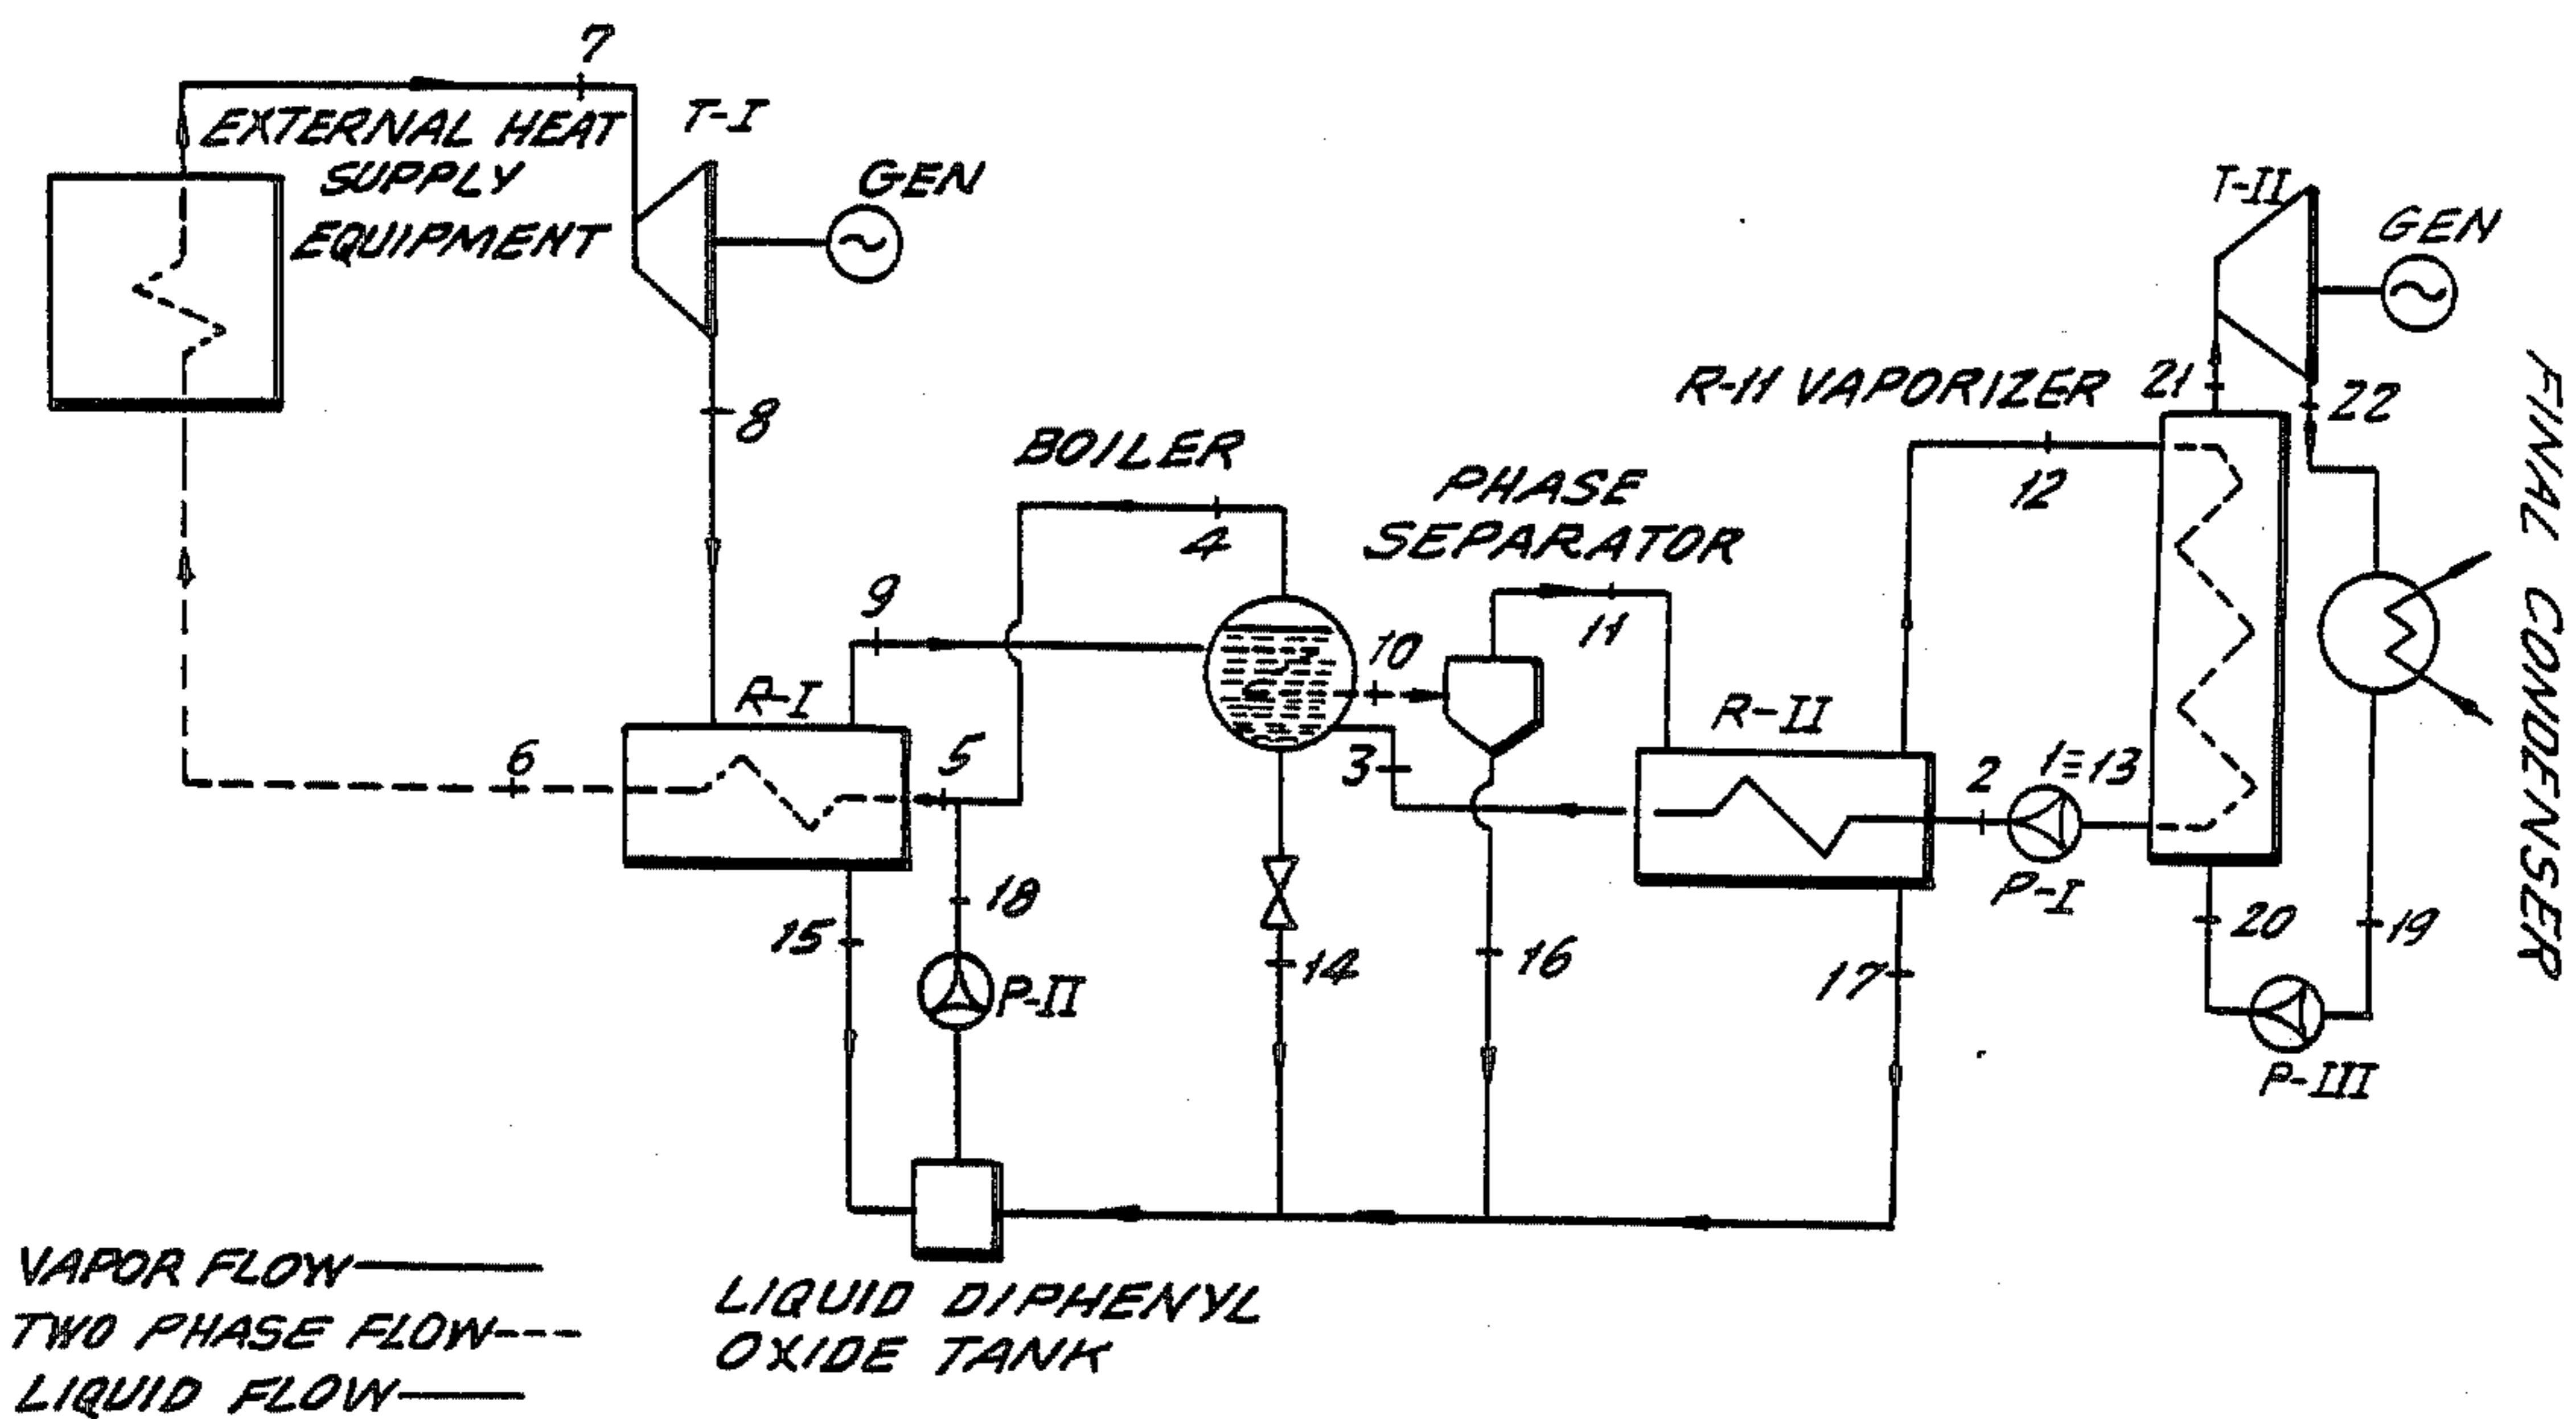 7
EXTERNAL HEAT
SUPPLY
EQUIPMENT
T-I
GEN
8
T-II
GEN
R-11 VAPORIZER
21
22
FINAL CONDENSER
BOILER
4
PHASE
SEPARATOR
12
9
10
11
R-I
R-II
6
5
3
2
1≡13
P-I
18
15
P-II
14
16
17
20
19
P-III
VAPOR FLOW
TWO PHASE FLOW
LIQUID FLOW
LIQUID DIPHENYL
OXIDE TANK